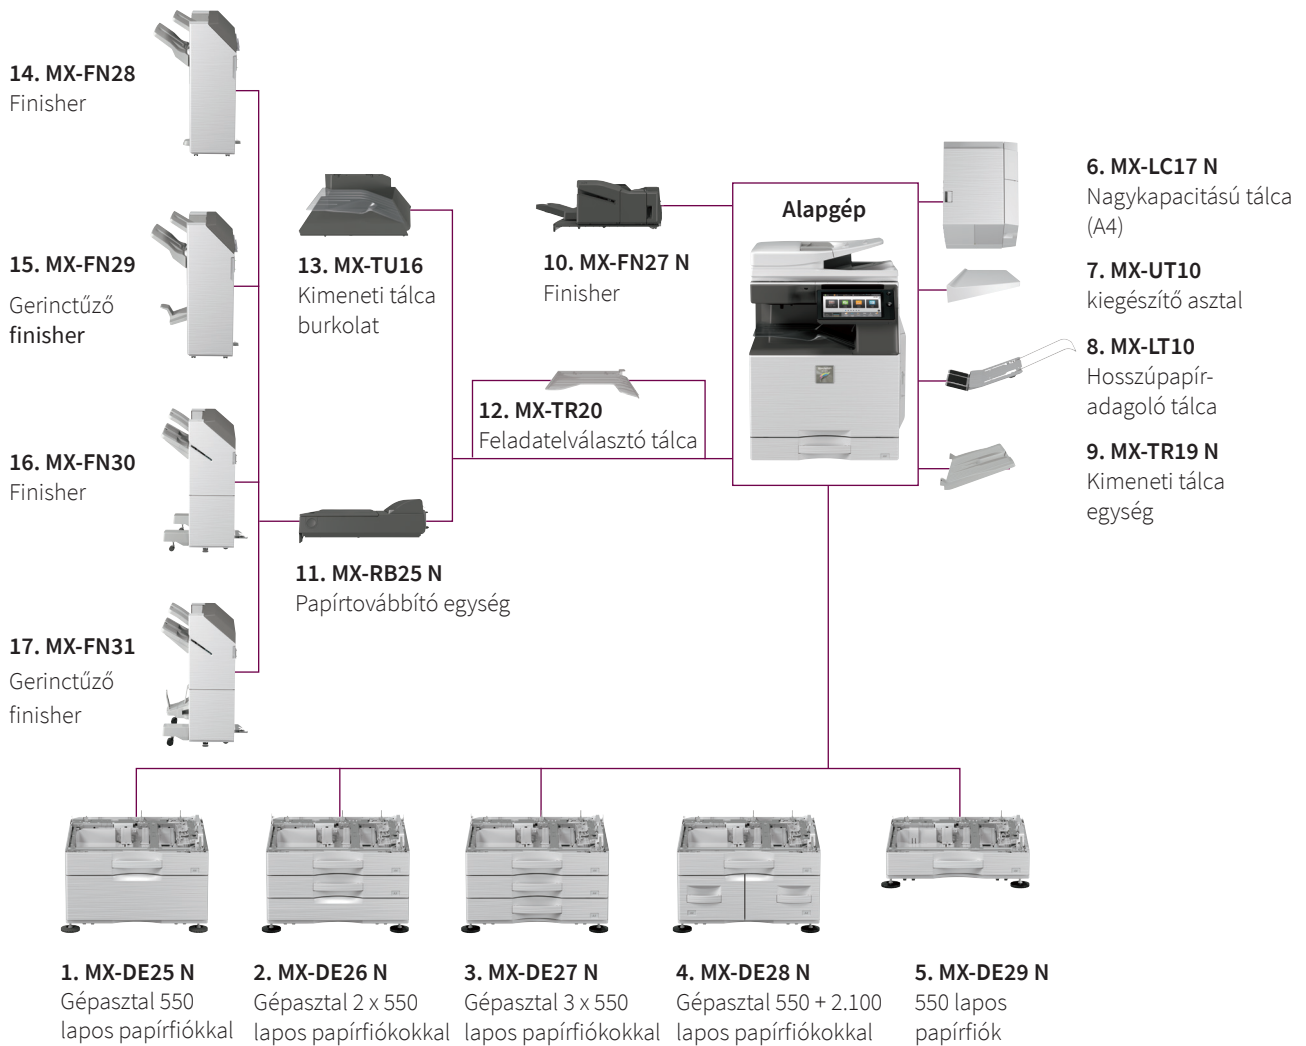 14. MX-FN28
Finisher
15. MX-FN29
Gerinctűző
finisher
16. MX-FN30
Finisher
17. MX-FN31
Gerinctűző
finisher
13. MX-TU16
Kimeneti tálca
burkolat
10. MX-FN27 N
Finisher
12. MX-TR20
Feladatelválasztó tálca
11. MX-RB25 N
Papírtovábbító egység
Alapgép
6. MX-LC17 N
Nagykapacitású tálca
(A4)
7. MX-UT10
kiegészítő asztal
8. MX-LT10
Hosszúpapír-
adagoló tálca
9. MX-TR19 N
Kimeneti tálca
egység
1. MX-DE25 N
Gépasztal 550
lapos papírfiókkal
2. MX-DE26 N
Gépasztal 2 x 550
lapos papírfiókokkal
3. MX-DE27 N
Gépasztal 3 x 550
lapos papírfiókokkal
4. MX-DE28 N
Gépasztal 550 + 2.100
lapos papírfiókokkal
5. MX-DE29 N
550 lapos
papírfiók